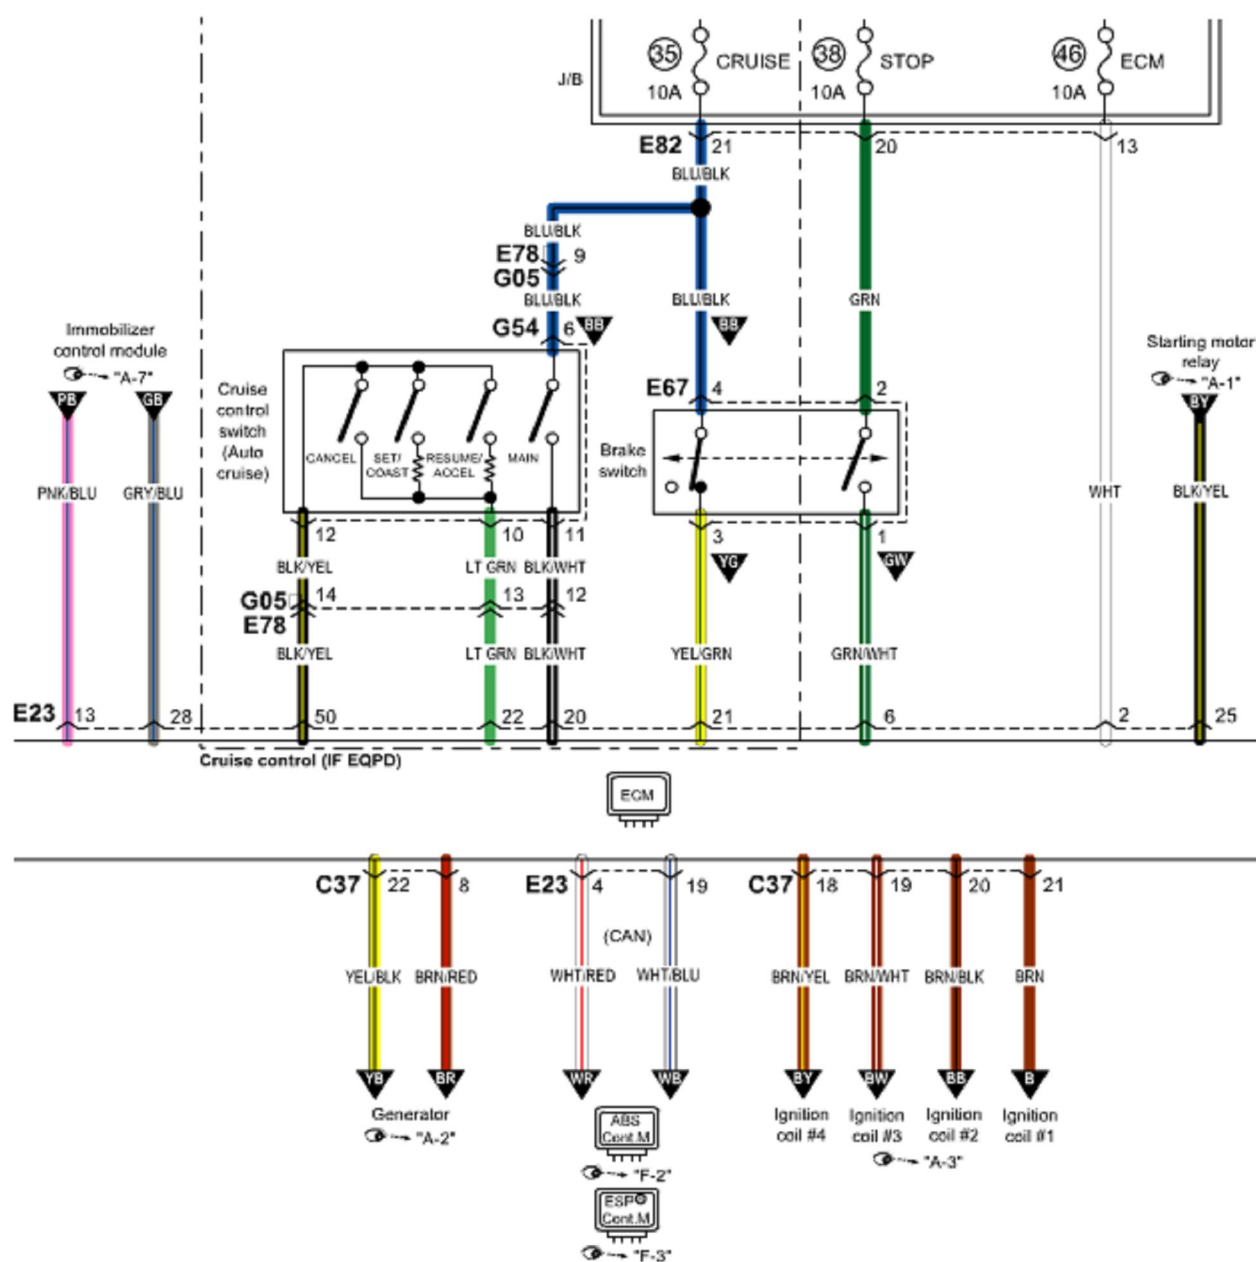 35 CRUISE 38 STOP 46 ECM
J/B
10A 10A 10A
E82 21 20 13
BLU/BLK
BLU/BLK
E78 9
G05
BLU/BLK BLU/BLK GRN
G54 6 BB BB
Immobilizer
control module
"A-7"
Starting motor
relay
"A-1"
PB GB BY
E67 4 2
Cruise
control
switch
(Auto
cruise)
CANCEL SET/
COAST RESUME/
ACCEL MAIN
Brake
switch
PNK/BLU GRY/BLU WHT BLK/YEL
12 10 11 3 1
YG GW
BLK/YEL LT GRN BLK/WHT
G05 14 13 12
E78
BLK/YEL LT GRN BLK/WHT YEL/GRN GRN/WHT
E23 13 28 50 22 20 21 6 2 25
Cruise control (IF EQPD)
ECM
C37 22 8 E23 4 19 C37 18 19 20 21
(CAN)
YEL/BLK BRN/RED WHT/RED WHT/BLU BRN/YEL BRN/WHT BRN/BLK BRN
YB BR WR WB BY BW BB B
Generator
"A-2"
ABS
Cont.M
"F-2"
ESP®
Cont.M
"F-3"
Ignition
coil #4
Ignition
coil #3
Ignition
coil #2
Ignition
coil #1
"A-3"